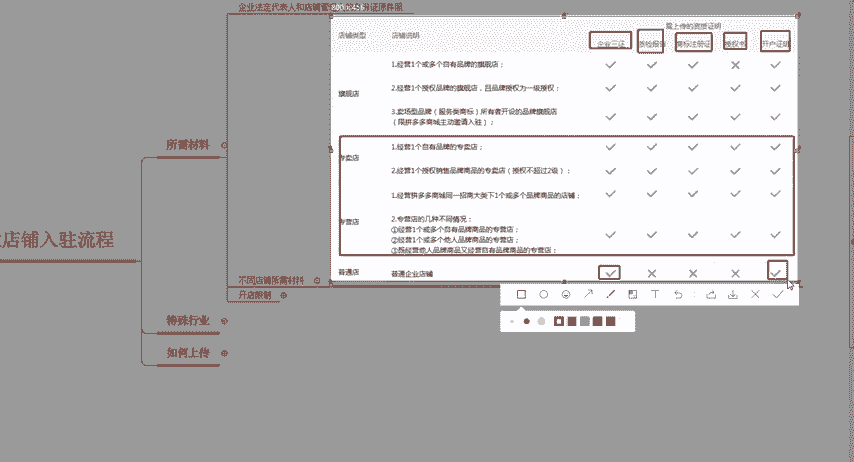 企业法定代表人和店铺管
证原件照
需上传的资质证明
店铺类型 店铺说明 企业三证 质检报告 商标注册证 授权书 开户证明
1.经营1个或多个自有品牌的旗舰店；
旗舰店
2.经营1个授权品牌的旗舰店，且品牌授权为一级授权；
3.卖场型品牌（服务类商标）所有者开设的品牌旗舰店
（限拼多多商城主动邀请入驻）；
1.经营1个自有品牌的专卖店；
专卖店
2.经营1个授权销售品牌商品的专卖店（授权不超过2级）；
1.经营拼多多商城同一招商大类下1个或多个品牌商品的店铺；
专营店
2.专营店的几种不同情况：
①经营1个或多个自有品牌商品的专营店；
②经营1个或多个他人品牌商品的专营店；
③既经营他人品牌商品又经营自有品牌商品的专营店；
普通店 普通企业店铺
所需材料
店铺入驻流程
不同店铺所需材料
开店限制
特殊行业
如何上传